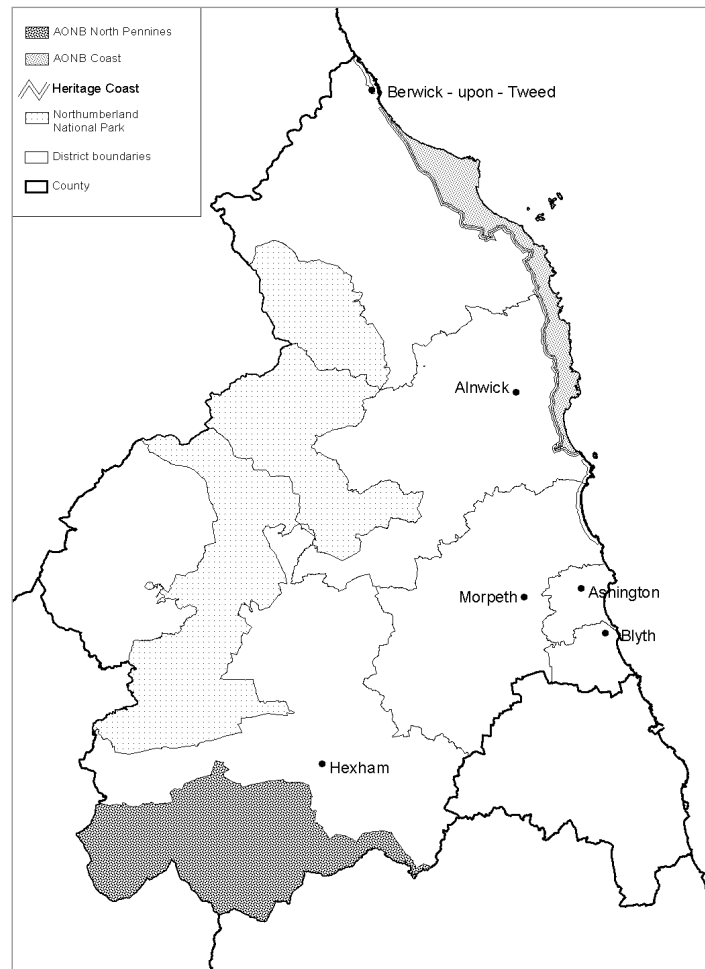 AONB North Pennines
AONB Coast
Heritage Coast
Northumberland
National Park
District boundaries
County
Berwick - upon - Tweed
Alnwick
Morpeth
Ashington
Blyth
Hexham